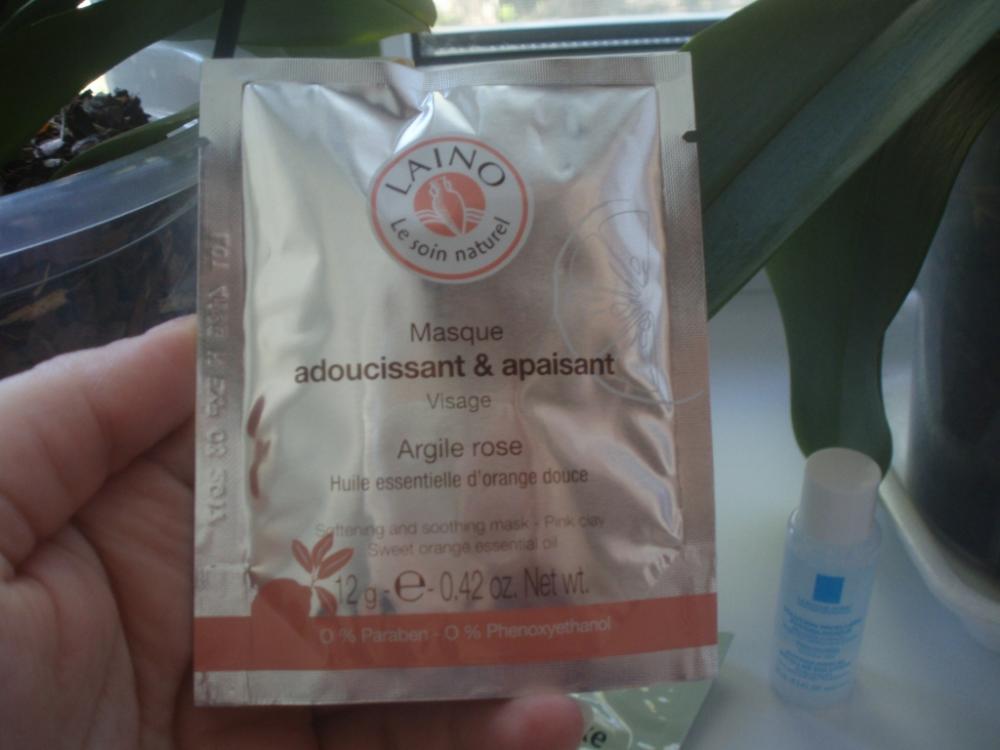 LAINO
Le soin naturel
Masque
adoucissant & apaisant
Visage
Argile rose
Huile essentielle d'orange douce
Softening and soothing mask - Pink clay
Sweet orange essential oil
12 g - e - 0.42 oz. Net wt.
0 % Paraben - 0 % Phenoxyethanol